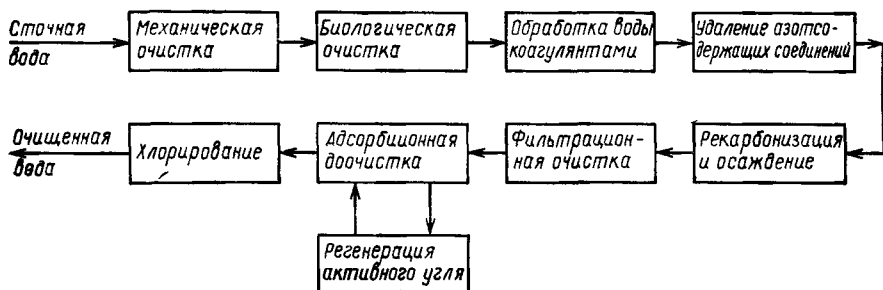 Сточная
вода
Механическая
очистка
Биологическая
очистка
Обработка воды
коагулянтами
Удаление азотсо-
держащих соединений
Очищенная
вода
Хлорирование
Адсорбционная
доочистка
Фильтрацион-
ная очистка
Рекарбонизация
и осаждение
Регенерация
активного угля